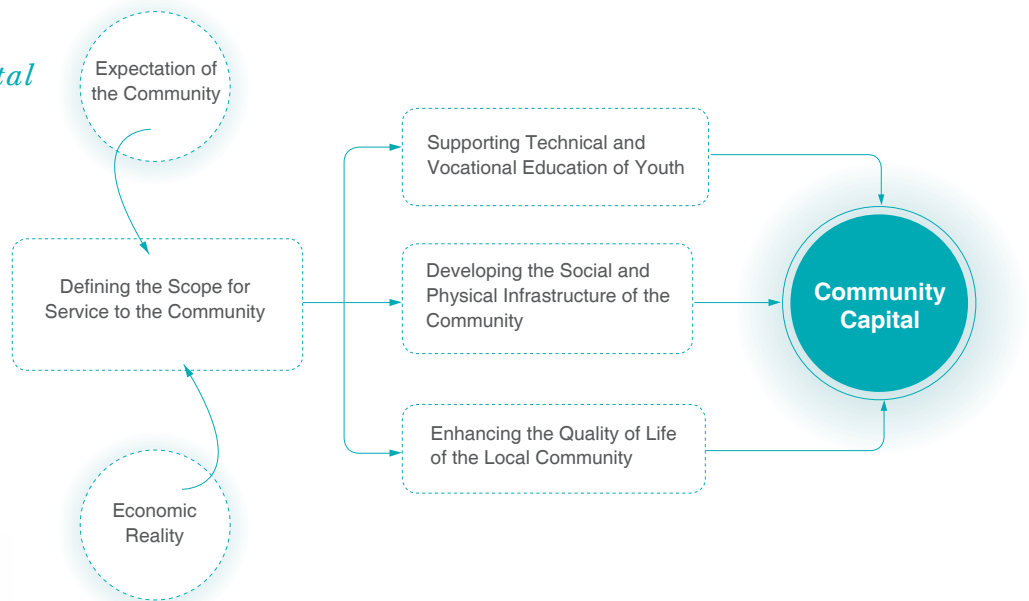 Expectation of
the Community
Defining the Scope for
Service to the Community
Economic
Reality
Supporting Technical and
Vocational Education of Youth
Developing the Social and
Physical Infrastructure of the
Community
Enhancing the Quality of Life
of the Local Community
Community
Capital